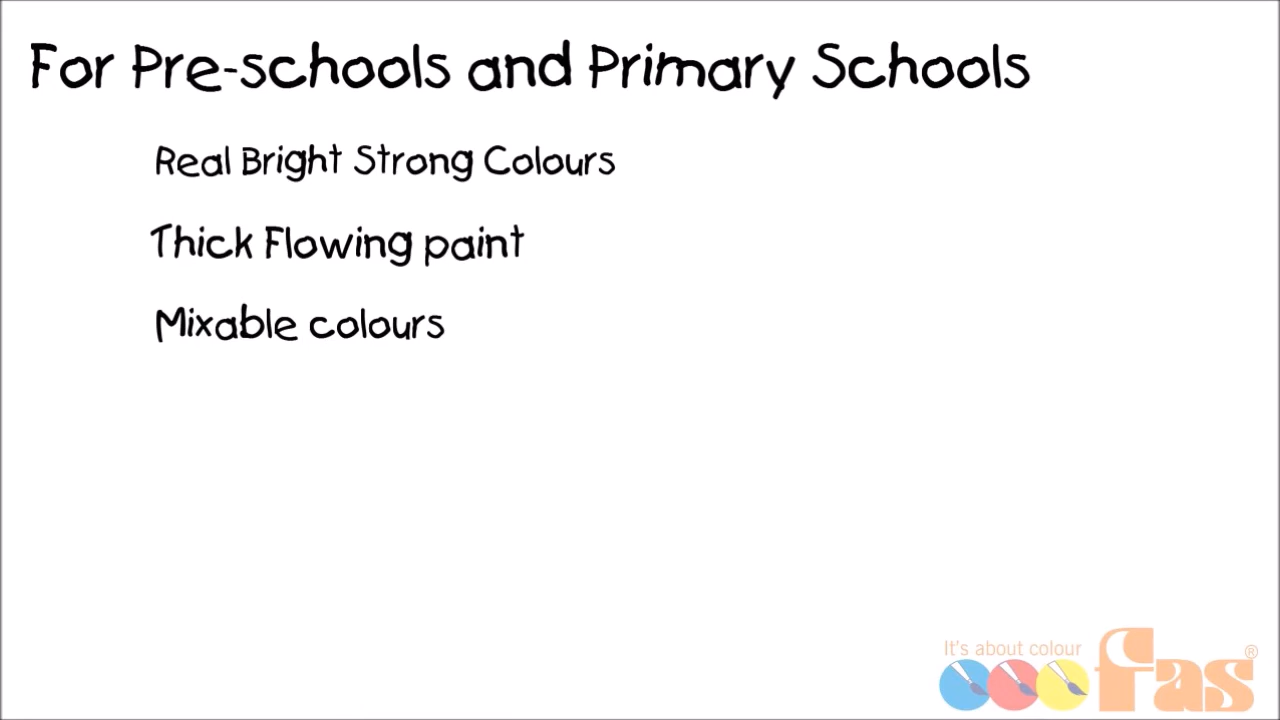 For Pre-schools and Primary Schools
Real Bright Strong Colours
Thick Flowing paint
Mixable colours
It's about colour
fas®